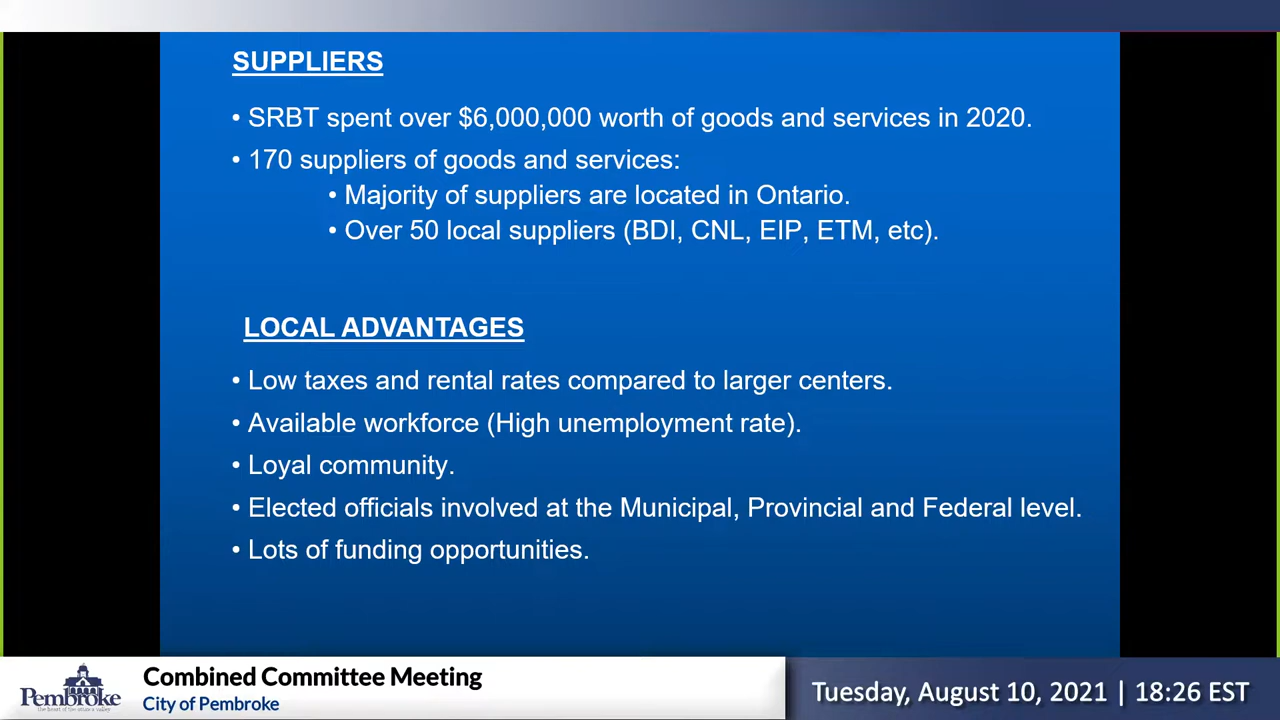 SUPPLIERS
• SRBT spent over $6,000,000 worth of goods and services in 2020.
• 170 suppliers of goods and services:
• Majority of suppliers are located in Ontario.
• Over 50 local suppliers (BDI, CNL, EIP, ETM, etc).
LOCAL ADVANTAGES
• Low taxes and rental rates compared to larger centers.
• Available workforce (High unemployment rate).
• Loyal community.
• Elected officials involved at the Municipal, Provincial and Federal level.
• Lots of funding opportunities.
Pembroke
Combined Committee Meeting
City of Pembroke
Tuesday, August 10, 2021 | 18:26 EST